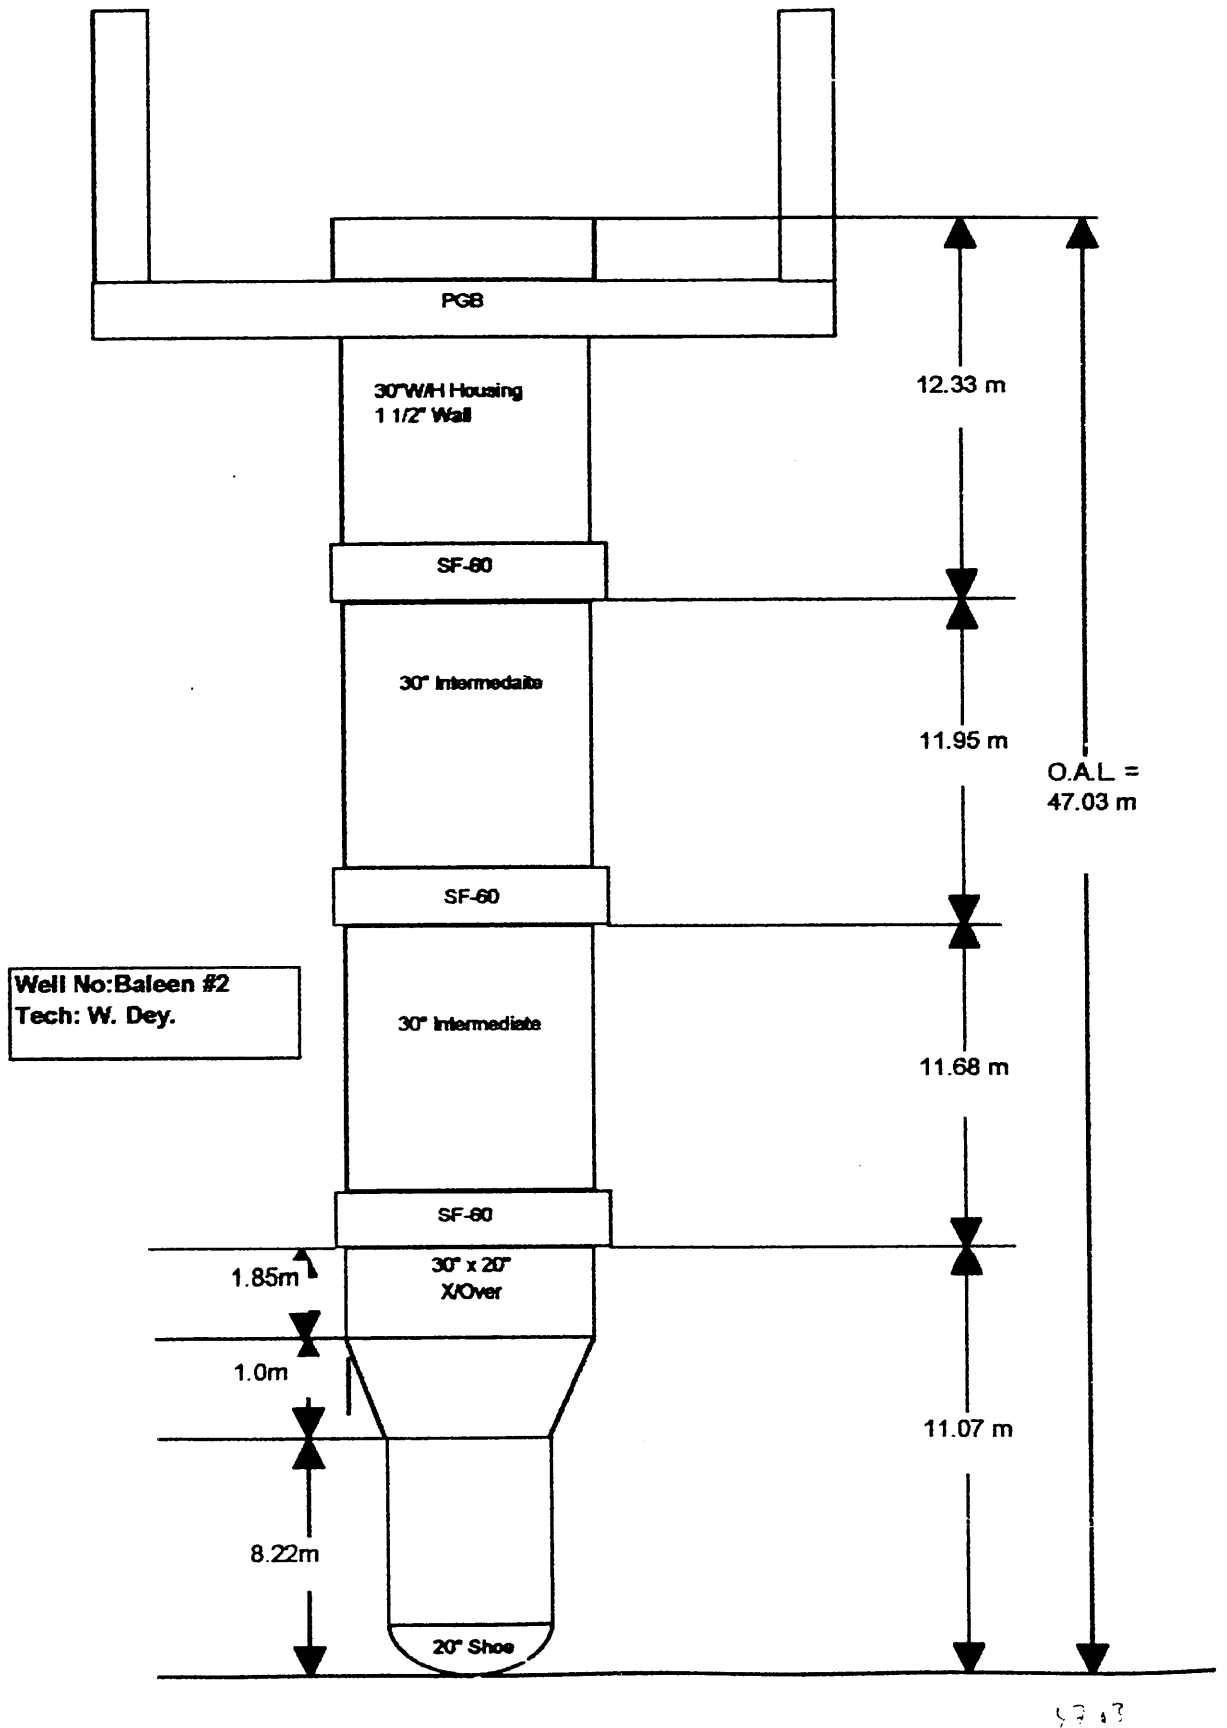 PGB
30"W/H Housing
1 1/2" Wall
12.33 m
SF-60
30" Intermedaite
11.95 m
O.A.L. =
47.03 m
SF-60
Well No:Baleen #2
Tech: W. Dey.
30" Intermediate
11.68 m
SF-60
30" x 20"
X/Over
1.85m
1.0m
11.07 m
8.22m
20" Shoe